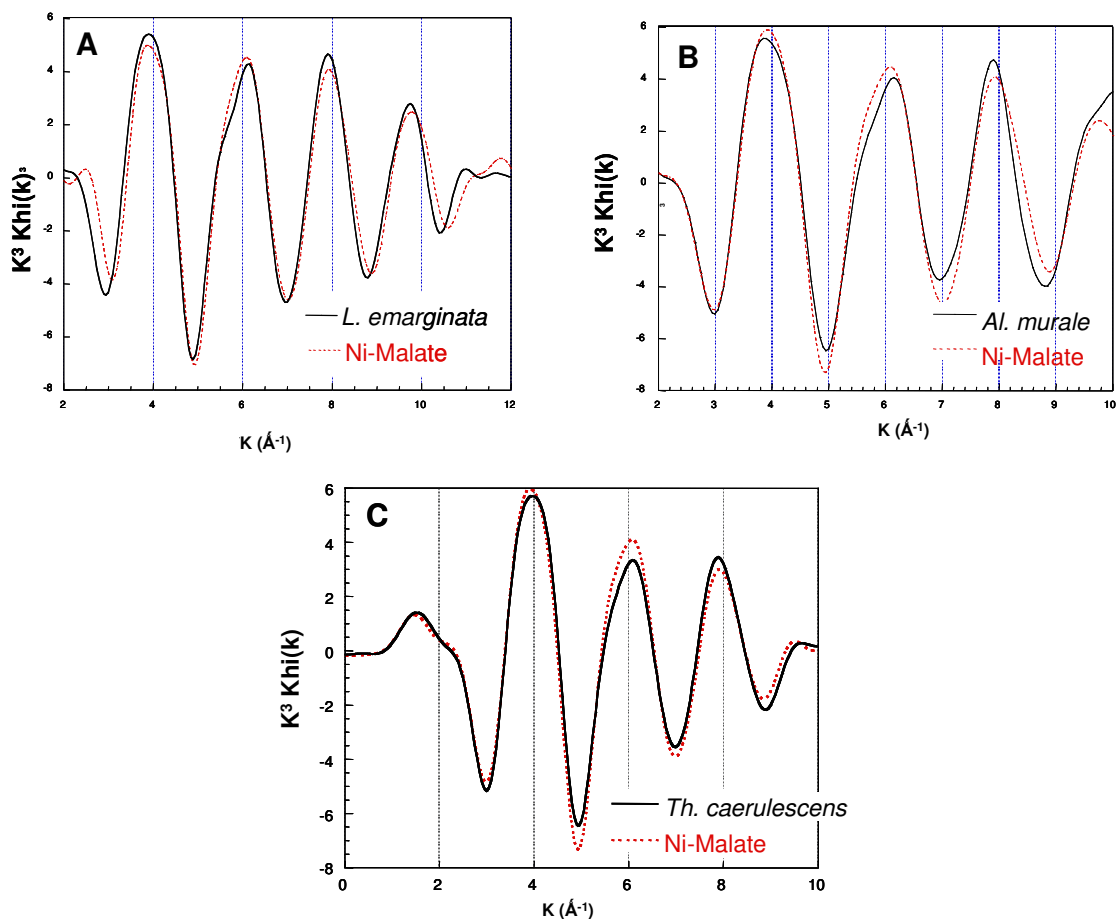 A
6
4
2
0
-2
-4
-6
-8
K³ Khi(k)³
L. emarginata
Ni-Malate
2 4 6 8 10 12
K (Å⁻¹)
B
6
4
2
0
3
-2
-4
-6
-8
K³ Khi(k)
Al. murale
Ni-Malate
2 3 4 5 6 7 8 9 10
K (Å⁻¹)
C
6
4
2
0
-2
-4
-6
-8
K³ Khi(k)
Th. caerulescens
Ni-Malate
0 2 4 6 8 10
K (Å⁻¹)